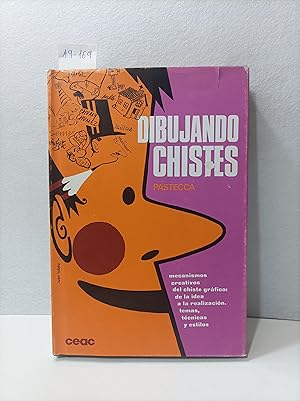 19-169
DIBUJANDO
CHISTES
PASTECCA
mecanismos
creativos
del chiste gráfico:
de la idea
a la realización.
temas,
técnicas
y estilos
ceac